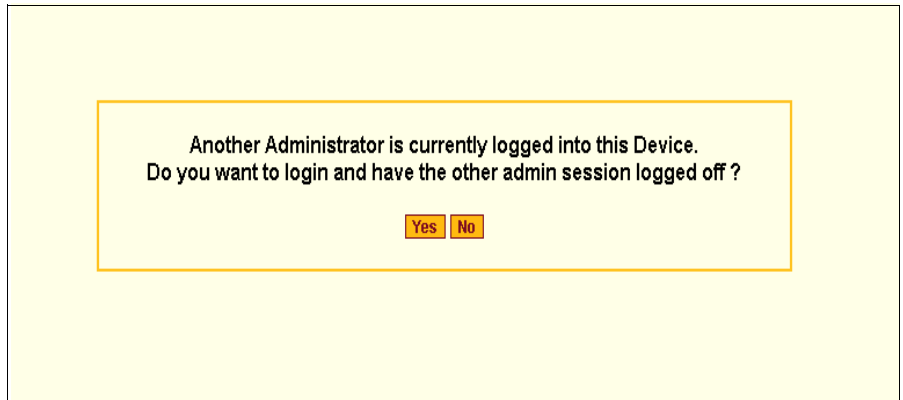 Another Administrator is currently logged into this Device.
Do you want to login and have the other admin session logged off ?
Yes No